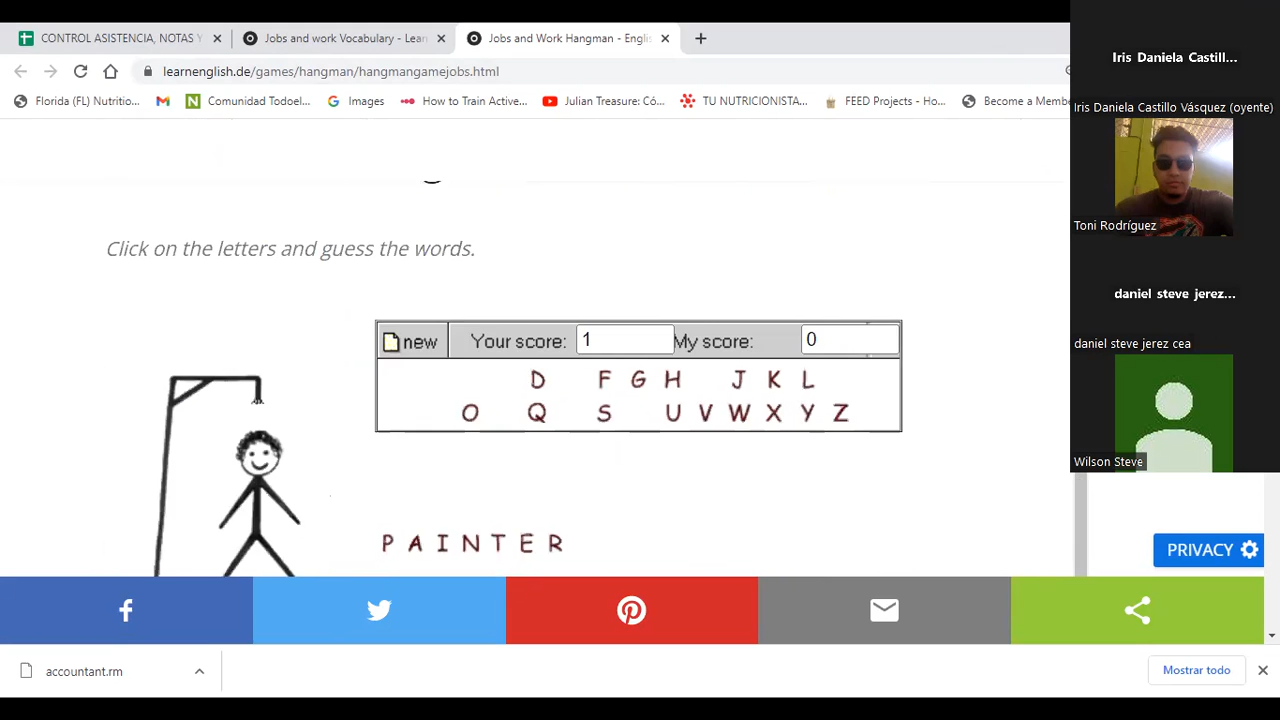 CONTROL ASISTENCIA, NOTAS Y
Jobs and work Vocabulary - Lea
Jobs and Work Hangman - Engli
learnenglish.de/games/hangman/hangmangamejobs.html
Florida (FL) Nutritio...
Comunidad Todoel...
Images
How to Train Active...
Julian Treasure: Có...
TU NUTRICIONISTA...
FEED Projects - Ho...
Become a Membe
Click on the letters and guess the words.
new Your score: 1 My score: 0
D F G H J K L
O Q S U V W X Y Z
P A I N T E R
Iris Daniela Castill...
Iris Daniela Castillo Vásquez (oyente)
Toni Rodríguez
daniel steve jerez...
daniel steve jerez cea
Wilson Steve
PRIVACY
accountant.rm
Mostrar todo